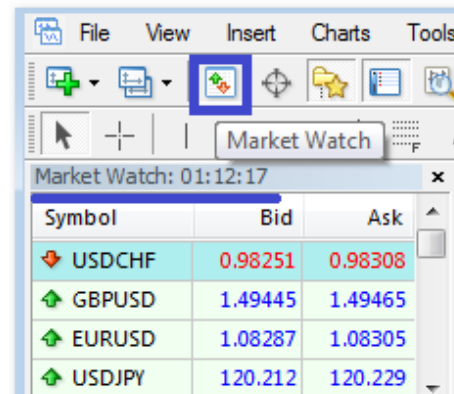 File View Insert Charts Tools
Market Watch
F
Market Watch: 01:12:17
Symbol Bid Ask
USDCHF 0.98251 0.98308
GBPUSD 1.49445 1.49465
EURUSD 1.08287 1.08305
USDJPY 120.212 120.229